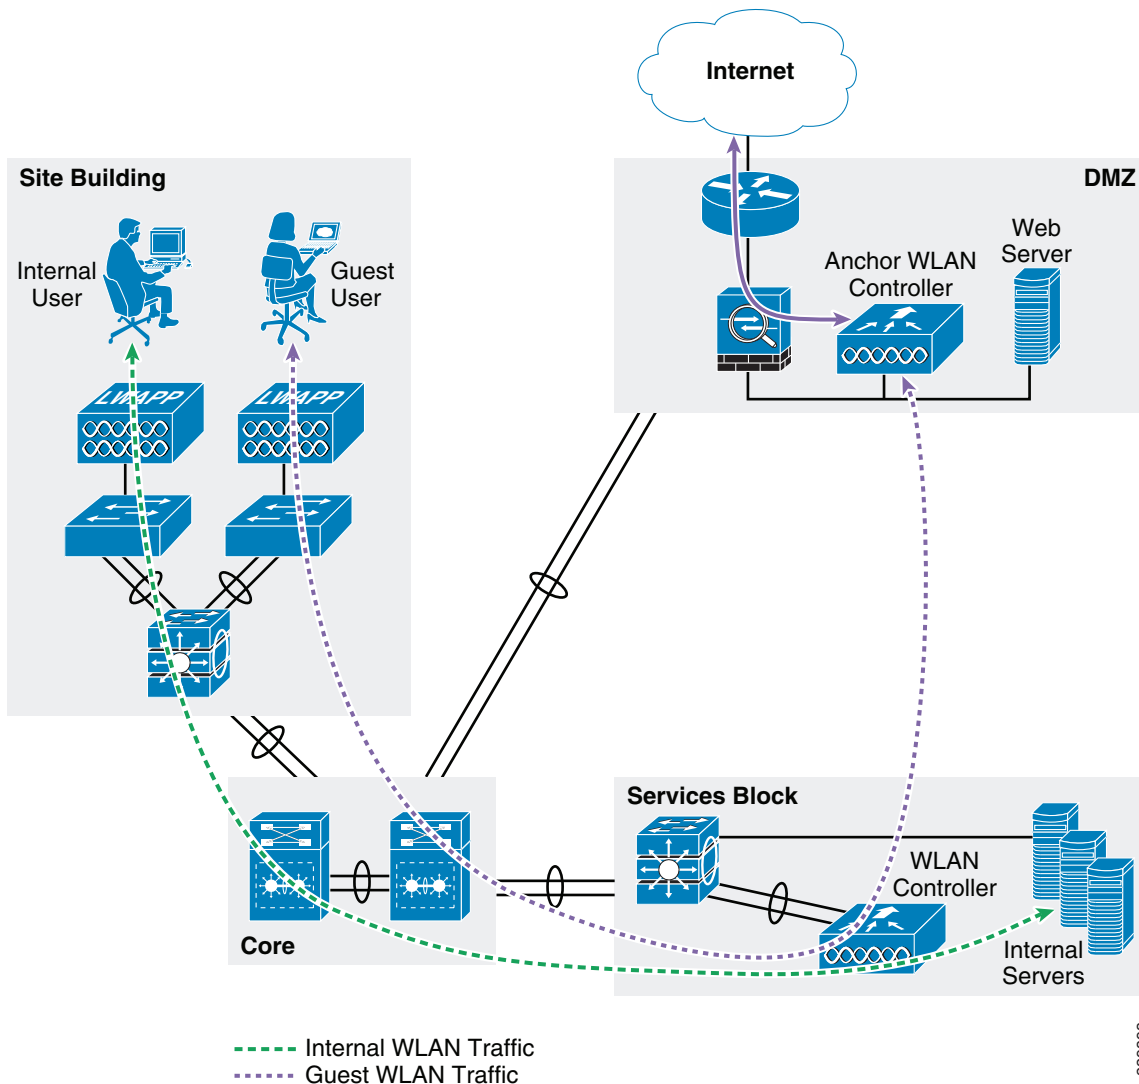 Internet
Site Building
DMZ
Internal
User
Guest
User
Web
Server
Anchor WLAN
Controller
LWAPP
LWAPP
Services Block
WLAN
Controller
Internal
Servers
Core
Internal WLAN Traffic
Guest WLAN Traffic